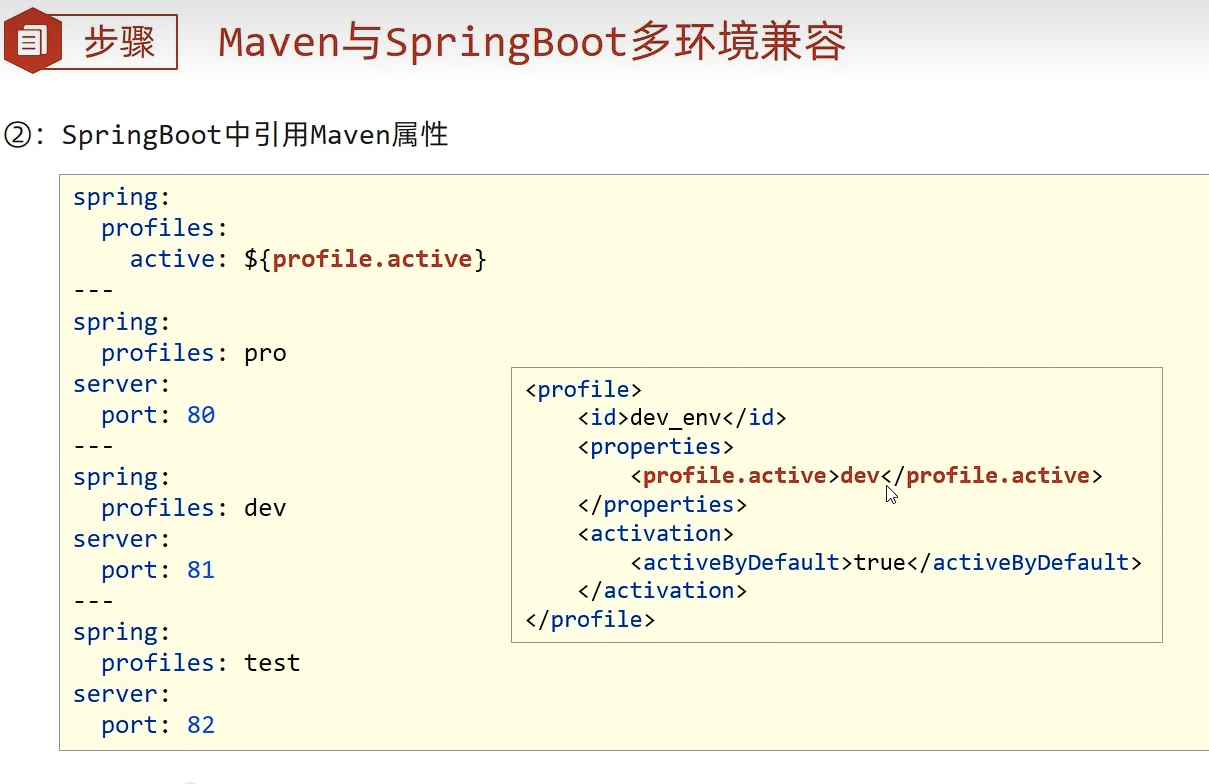 步骤
Maven与SpringBoot多环境兼容
②：SpringBoot中引用Maven属性
spring:
  profiles:
    active: ${profile.active}
---
spring:
  profiles: pro
server:
  port: 80
---
spring:
  profiles: dev
server:
  port: 81
---
spring:
  profiles: test
server:
  port: 82
<profile>
    <id>dev_env</id>
    <properties>
        <profile.active>dev</profile.active>
    </properties>
    <activation>
        <activeByDefault>true</activeByDefault>
    </activation>
</profile>